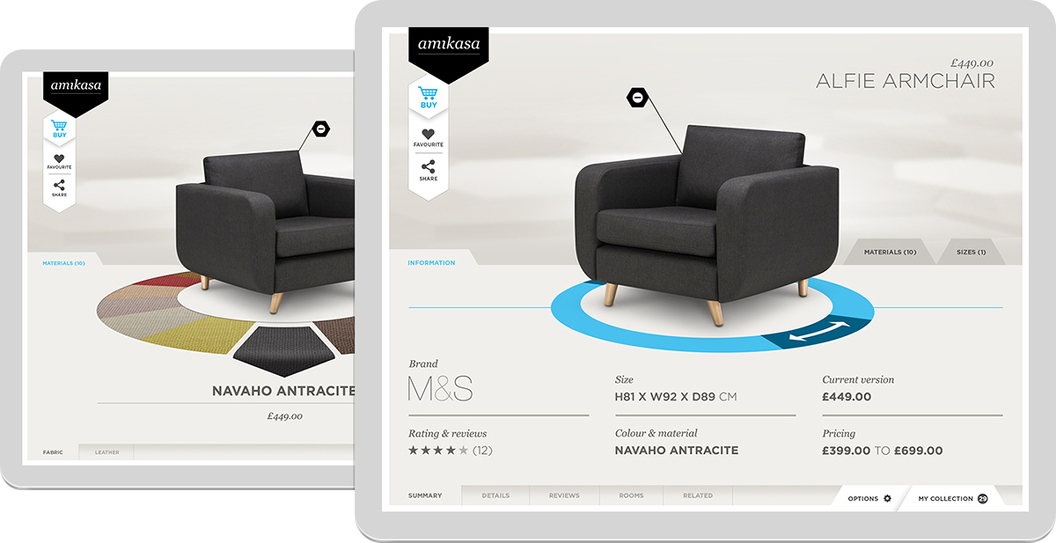 amıkasa
BUY
FAVOURITE
SHARE
MATERIALS (10)
NAVAHO ANTRACITE
£449.00
FABRIC
LEATHER
amıkasa
£449.00
ALFIE ARMCHAIR
BUY
FAVOURITE
SHARE
INFORMATION
MATERIALS (10)
SIZES (1)
Brand
M&S
Size
H81 X W92 X D89 CM
Current version
£449.00
Rating & reviews
(12)
Colour & material
NAVAHO ANTRACITE
Pricing
£399.00 TO £699.00
SUMMARY
DETAILS
REVIEWS
ROOMS
RELATED
OPTIONS
MY COLLECTION 29